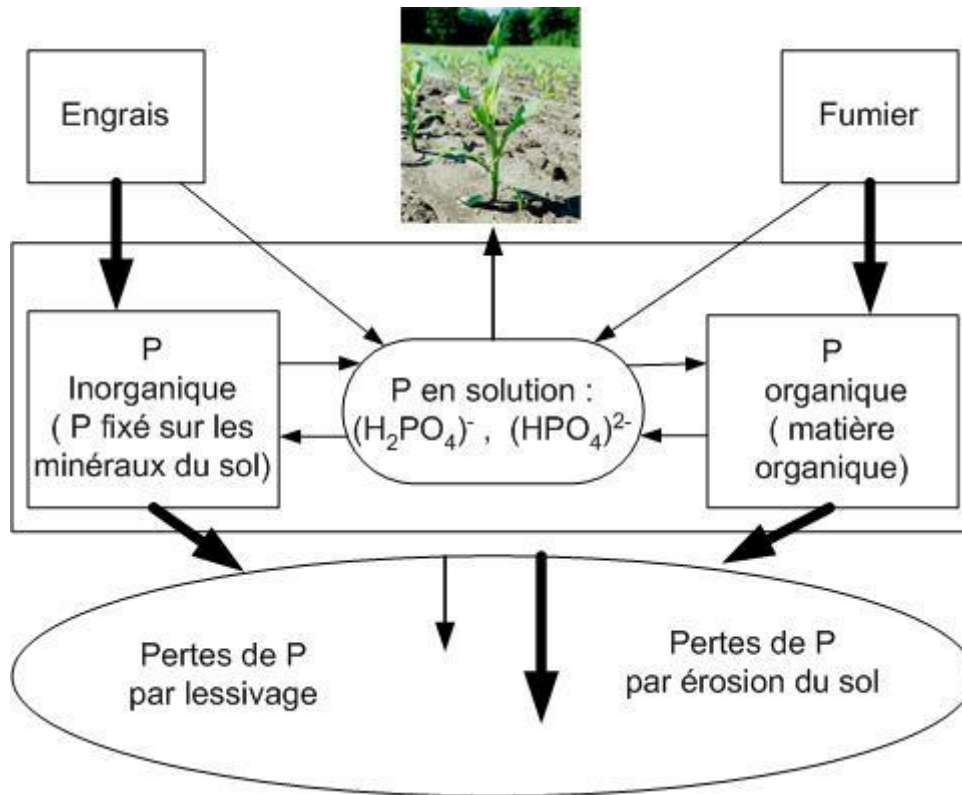 Engrais
Fumier
P
Inorganique
( P fixé sur les
minéraux du sol)
P en solution :
(H₂PO₄)⁻ , (HPO₄)²⁻
P
organique
( matière
organique)
Pertes de P
par lessivage
Pertes de P
par érosion du sol